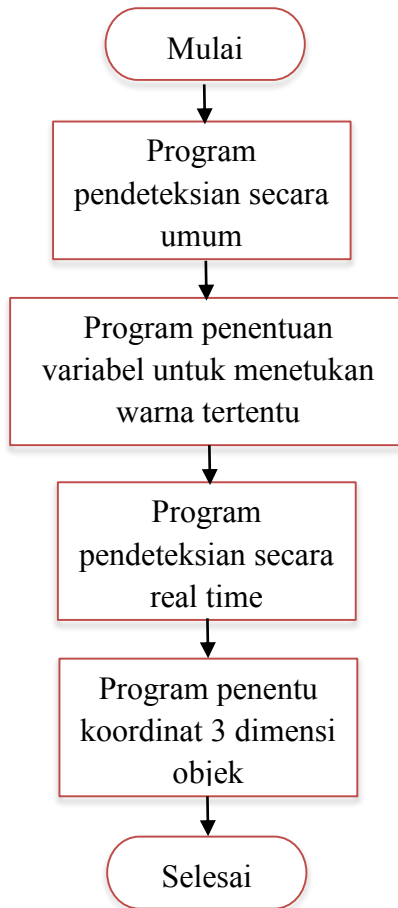 Mulai
Program
pendeteksian secara
umum
Program penentuan
variabel untuk menetukan
warna tertentu
Program
pendeteksian secara
real time
Program penentu
koordinat 3 dimensi
objek
Selesai